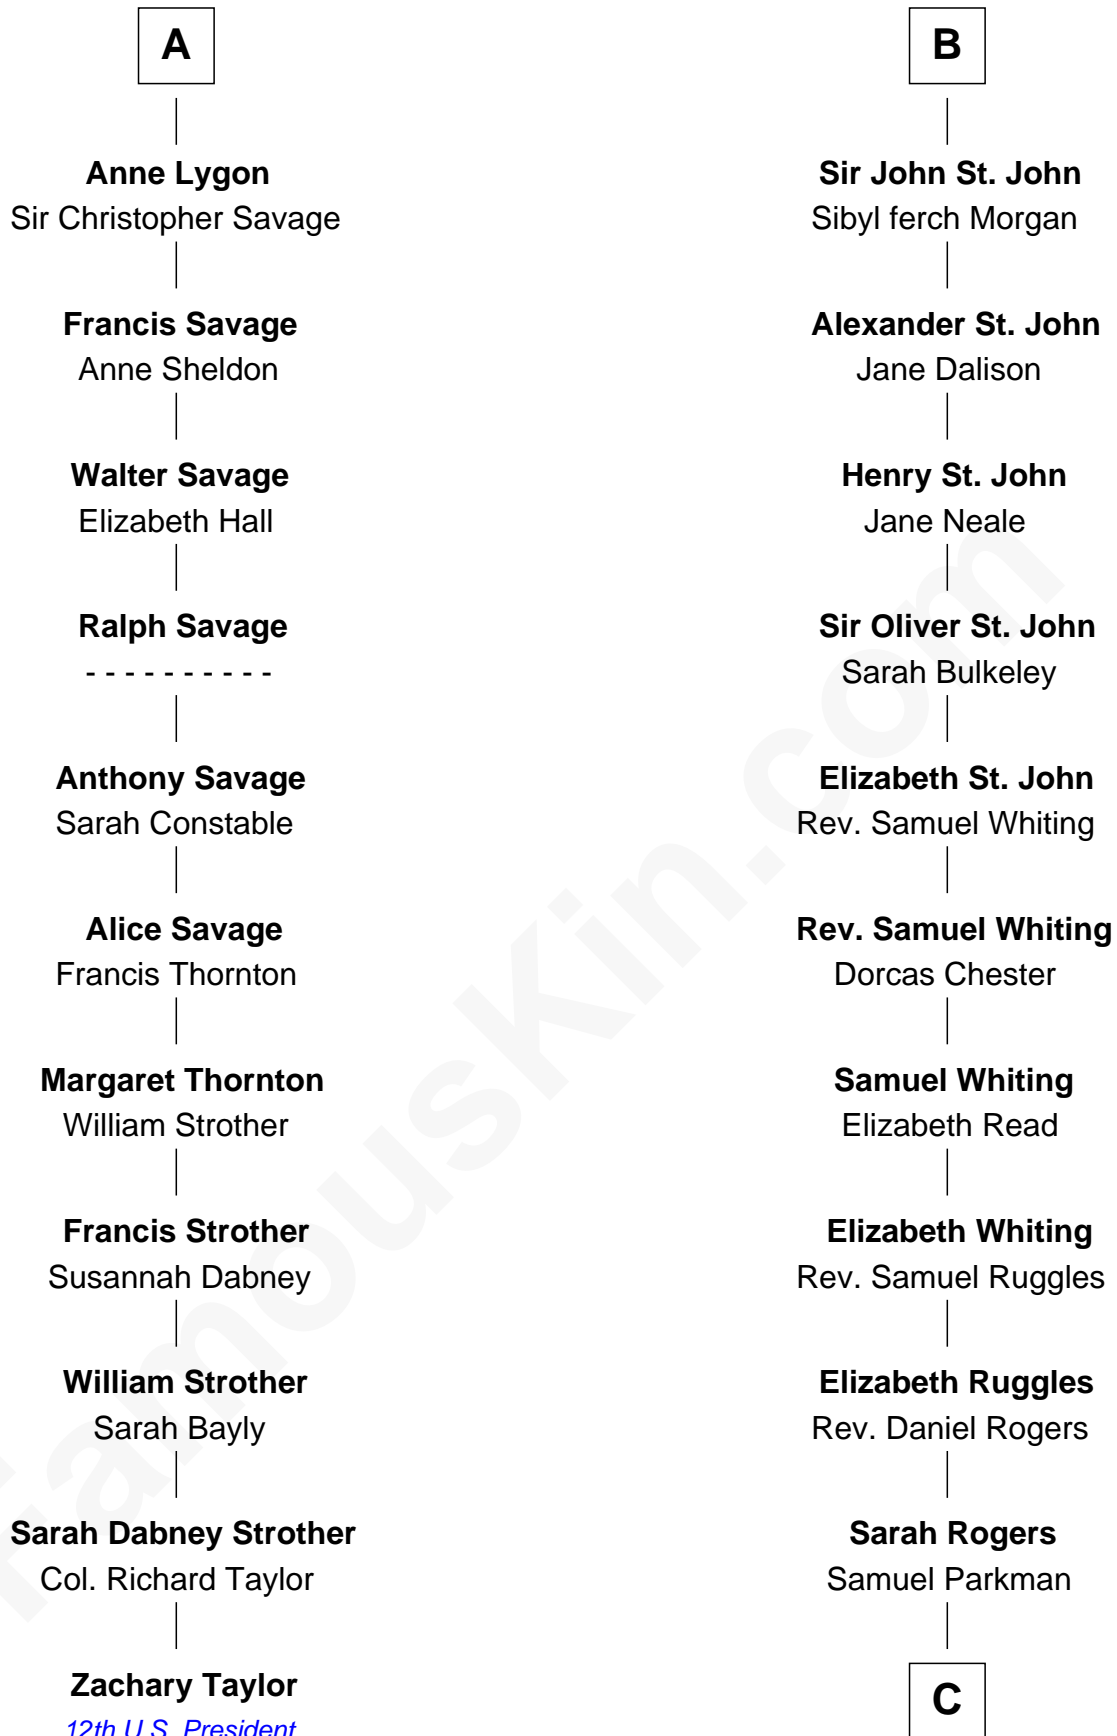 A
Anne Lygon
Sir Christopher Savage
Francis Savage
Anne Sheldon
Walter Savage
Elizabeth Hall
Ralph Savage
- - - - - - - - - -
Anthony Savage
Sarah Constable
Alice Savage
Francis Thornton
Margaret Thornton
William Strother
Francis Strother
Susannah Dabney
William Strother
Sarah Bayly
Sarah Dabney Strother
Col. Richard Taylor
Zachary Taylor
12th U.S. President
B
Sir John St. John
Sibyl ferch Morgan
Alexander St. John
Jane Dalison
Henry St. John
Jane Neale
Sir Oliver St. John
Sarah Bulkeley
Elizabeth St. John
Rev. Samuel Whiting
Rev. Samuel Whiting
Dorcas Chester
Samuel Whiting
Elizabeth Read
Elizabeth Whiting
Rev. Samuel Ruggles
Elizabeth Ruggles
Rev. Daniel Rogers
Sarah Rogers
Samuel Parkman
C
FamousKin.com